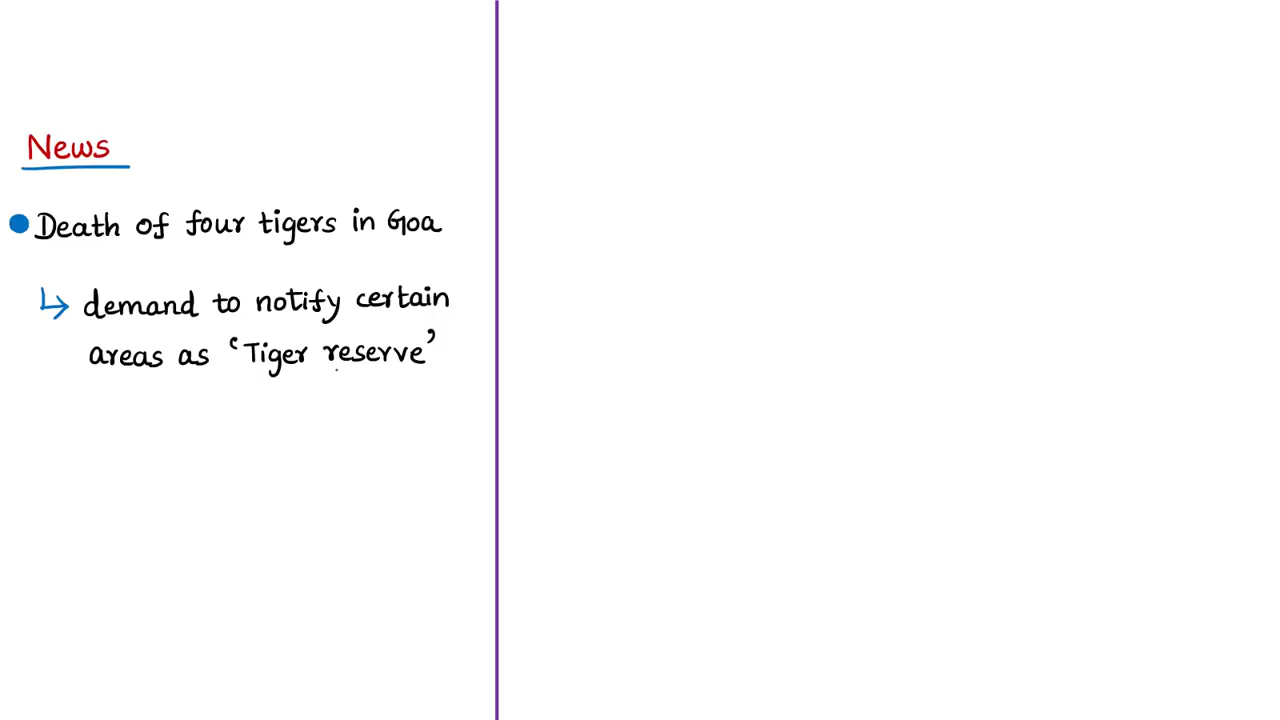 News
Death of four tigers in Goa
demand to notify certain
areas as ‘Tiger reserve’